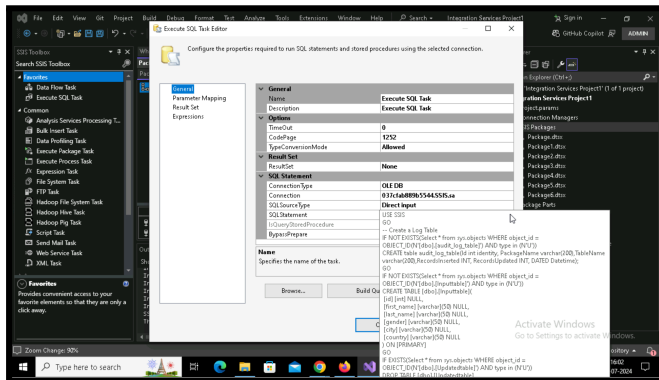 File Edit View Git Project Build Debug Format Test Analyze Tools Extensions Window Help Search Integration Services Project1 Sign in
GitHub Copilot ADMIN
Execute SQL Task Editor
Configure the properties required to run SQL statements and stored procedures using the selected connection.
SSIS Toolbox
Search SSIS Toolbox
Favorites
Data Flow Task
Execute SQL Task
Common
Analysis Services Processing T...
Bulk Insert Task
Data Profiling Task
Execute Package Task
Execute Process Task
Expression Task
File System Task
FTP Task
Hadoop File System Task
Hadoop Hive Task
Hadoop Pig Task
Script Task
Send Mail Task
Web Service Task
XML Task
Favorites
Provides convenient access to your
favorite elements so that they are only a
click away.
General
Parameter Mapping
Result Set
Expressions
General
Name Execute SQL Task
Description Execute SQL Task
Options
TimeOut 0
CodePage 1252
TypeConversionMode Allowed
Result Set
ResultSet None
SQL Statement
ConnectionType OLE DB
Connection 037cfab889b5544.SSIS.sa
SQLSourceType Direct input
SQLStatement
IsQueryStoredProcedure
BypassPrepare
Name
Specifies the name of the task.
Browse...
Build Qu
USE SSIS
GO
-- Create a Log Table
IF NOT EXISTS(Select * from sys.objects WHERE object_id =
OBJECT_ID(N'[dbo].[audit_log_table]') AND type in (N'U'))
CREATE table audit_log_table(Id int identity, PackageName varchar(200),TableName
varchar(200),RecordsInserted INT, RecordsUpdated INT, DATED Datetime);
GO
IF NOT EXISTS(Select * from sys.objects WHERE object_id =
OBJECT_ID(N'[dbo].[Inputtable]') AND type in (N'U'))
CREATE TABLE [dbo].[Inputtable](
[id] [int] NULL,
[first_name] [varchar](50) NULL,
[last_name] [varchar](50) NULL,
[gender] [varchar](50) NULL,
[city] [varchar](50) NULL,
[country] [varchar](50) NULL
) ON [PRIMARY]
GO
IF EXISTS(Select * from sys.objects WHERE object_id =
OBJECT_ID(N'[dbo].[Updatedtable]') AND type in (N'U'))
DROP TABLE [dbo].[Updatedtable]
n Explorer (Ctrl+;)
'Integration Services Project1' (1 of 1 project)
gration Services Project1
oject.params
onnection Managers
SIS Packages
Package.dtsx
Package1.dtsx
Package2.dtsx
Package3.dtsx
Package4.dtsx
Package5.dtsx
Package6.dtsx
ackage Parts
Activate Windows
Go to Settings to activate Windows.
Zoom Change: 90%
Type here to search
16:02
07-2024